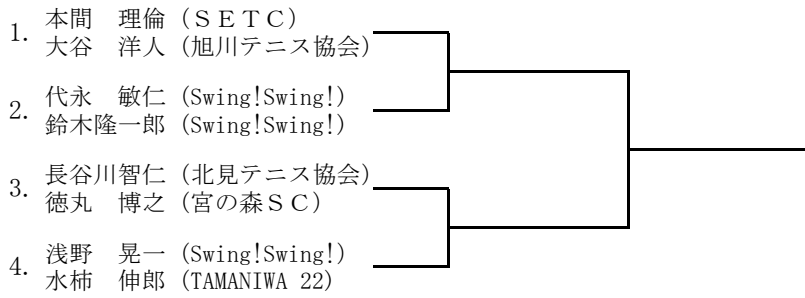 1. 本間　理倫（ＳＥＴＣ）
大谷　洋人（旭川テニス協会）
2. 代永　敏仁（Swing!Swing!）
鈴木隆一郎（Swing!Swing!）
3. 長谷川智仁（北見テニス協会）
徳丸　博之（宮の森ＳＣ）
4. 浅野　晃一（Swing!Swing!）
水柿　伸郎（TAMANIWA 22）